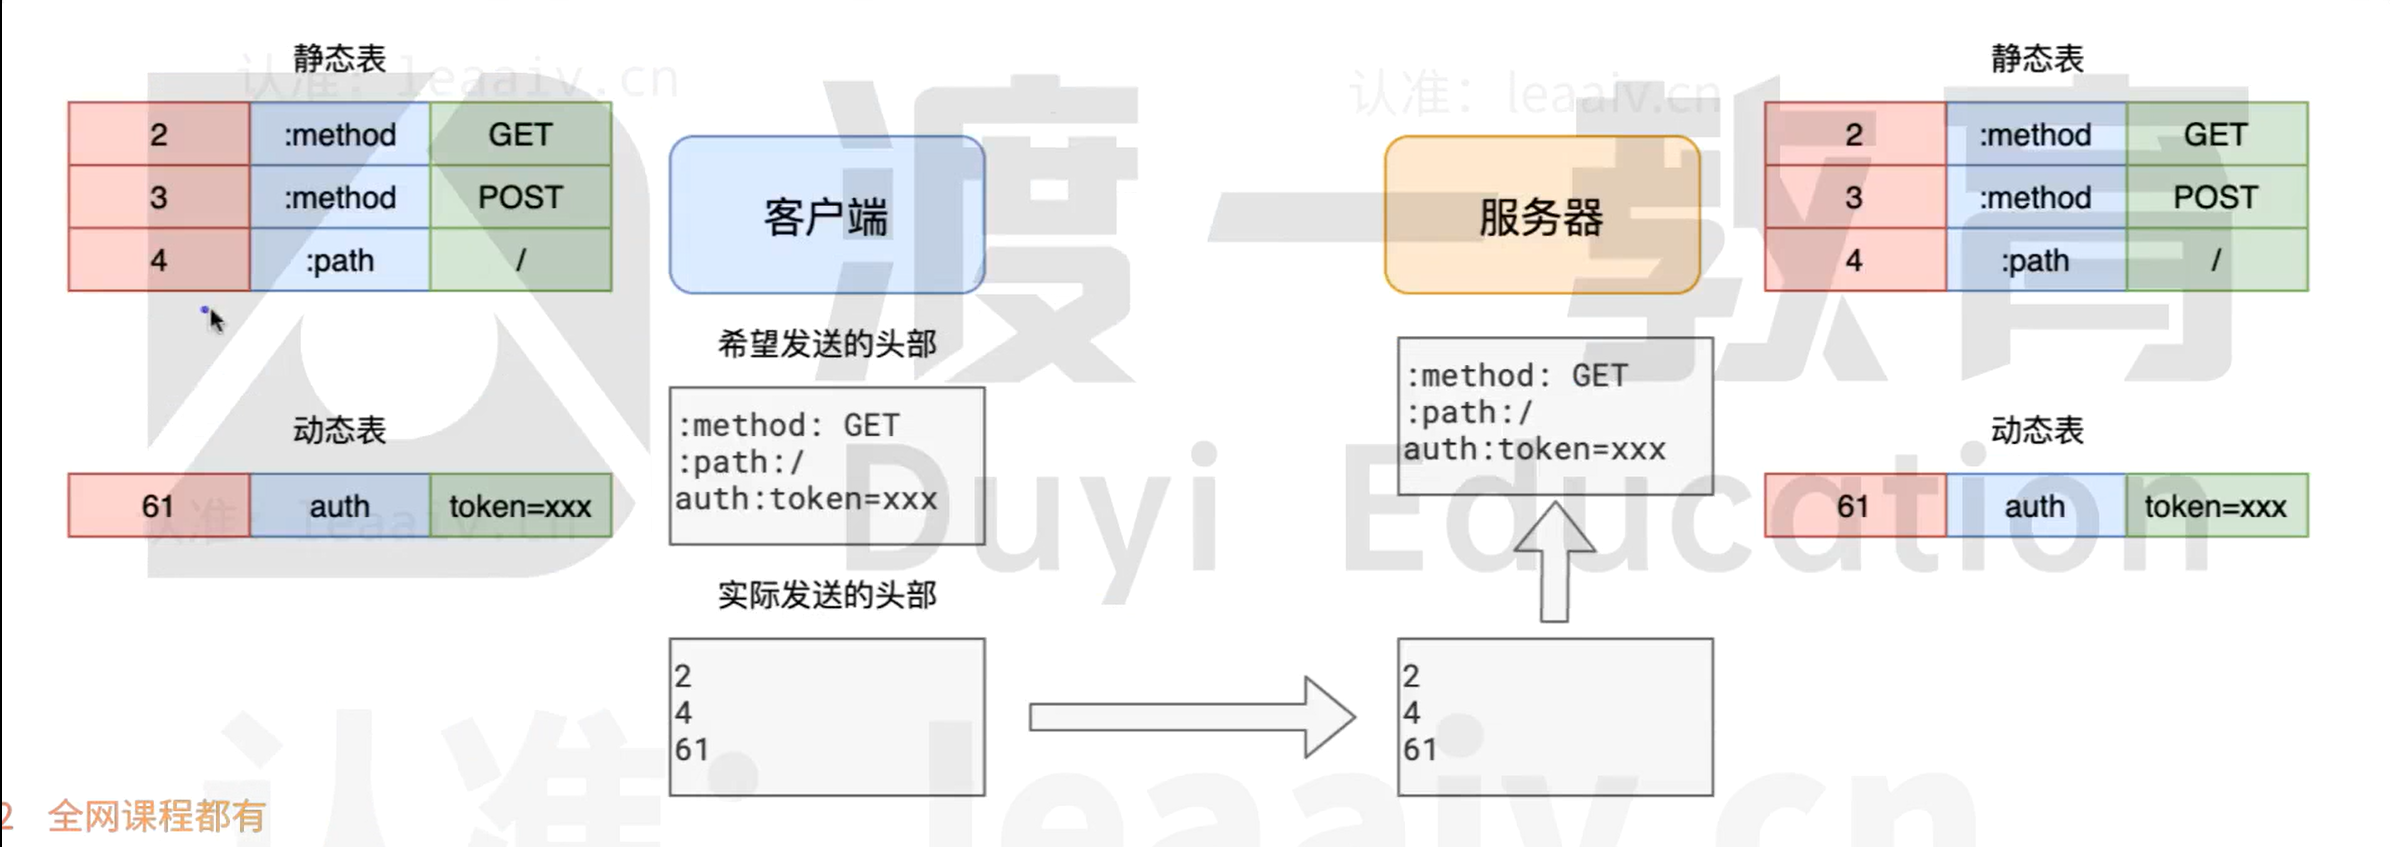 静态表
2 :method GET
3 :method POST
4 :path /
动态表
61 auth token=xxx
客户端
希望发送的头部
:method: GET
:path:/
auth:token=xxx
实际发送的头部
2
4
61
服务器
:method: GET
:path:/
auth:token=xxx
2
4
61
静态表
2 :method GET
3 :method POST
4 :path /
动态表
61 auth token=xxx
渡一教育
Duyi Education
认准：leaaiv.cn
认准：leaaiv.cn
认准：leaaiv.cn
认准：leaaiv.cn
2 全网课程都有